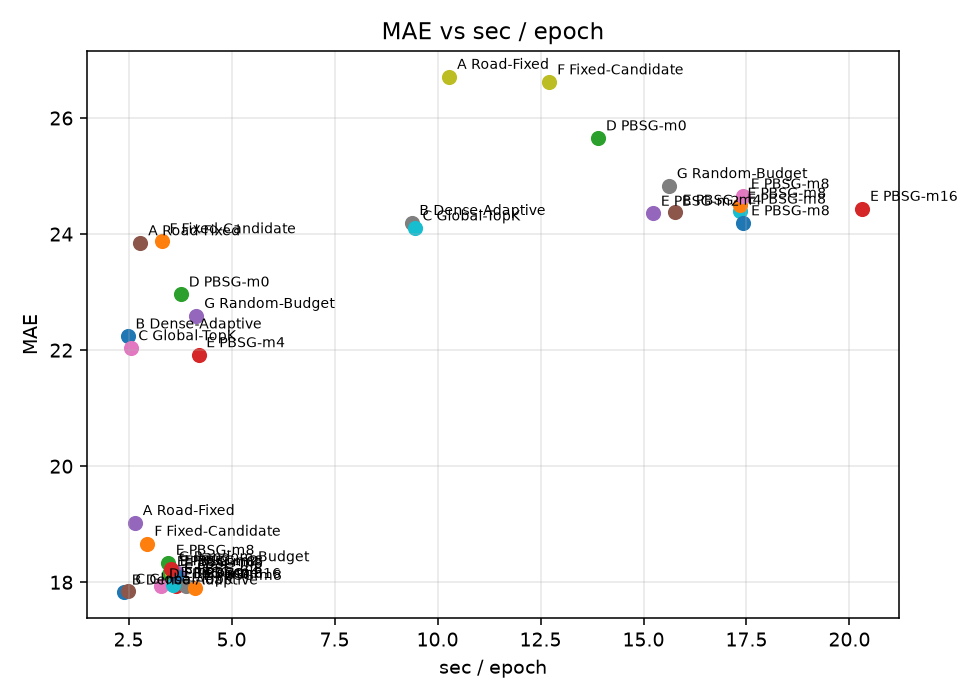 MAE vs sec / epoch
A Road-Fixed
F Fixed-Candidate
D PBSG-m0
G Random-Budget
E PBSG-m8
E PBSG-m8
E PBSG-m8
E PBSG-m8
E PBSG-m16
B Dense-Adaptive
C Global-TopK
A Road-Fixed
F Fixed-Candidate
D PBSG-m0
G Random-Budget
B Dense-Adaptive
C Global-TopK
E PBSG-m4
A Road-Fixed
F Fixed-Candidate
E PBSG-m8
26
24
22
20
18
MAE
2.5 5.0 7.5 10.0 12.5 15.0 17.5 20.0
sec / epoch